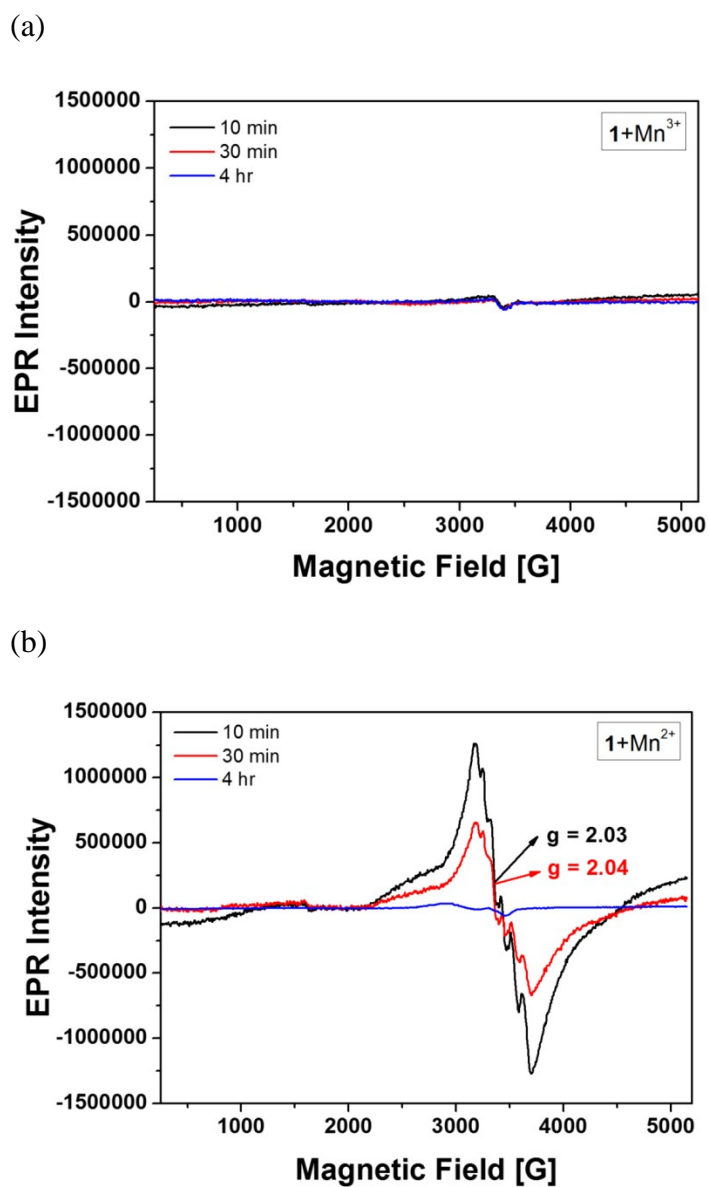 (a)
1500000
1000000
500000
0
-500000
-1000000
-1500000
EPR Intensity
10 min
30 min
4 hr
1+Mn³⁺
1000 2000 3000 4000 5000
Magnetic Field [G]
(b)
1500000
1000000
500000
0
-500000
-1000000
-1500000
EPR Intensity
10 min
30 min
4 hr
1+Mn²⁺
g = 2.03
g = 2.04
1000 2000 3000 4000 5000
Magnetic Field [G]